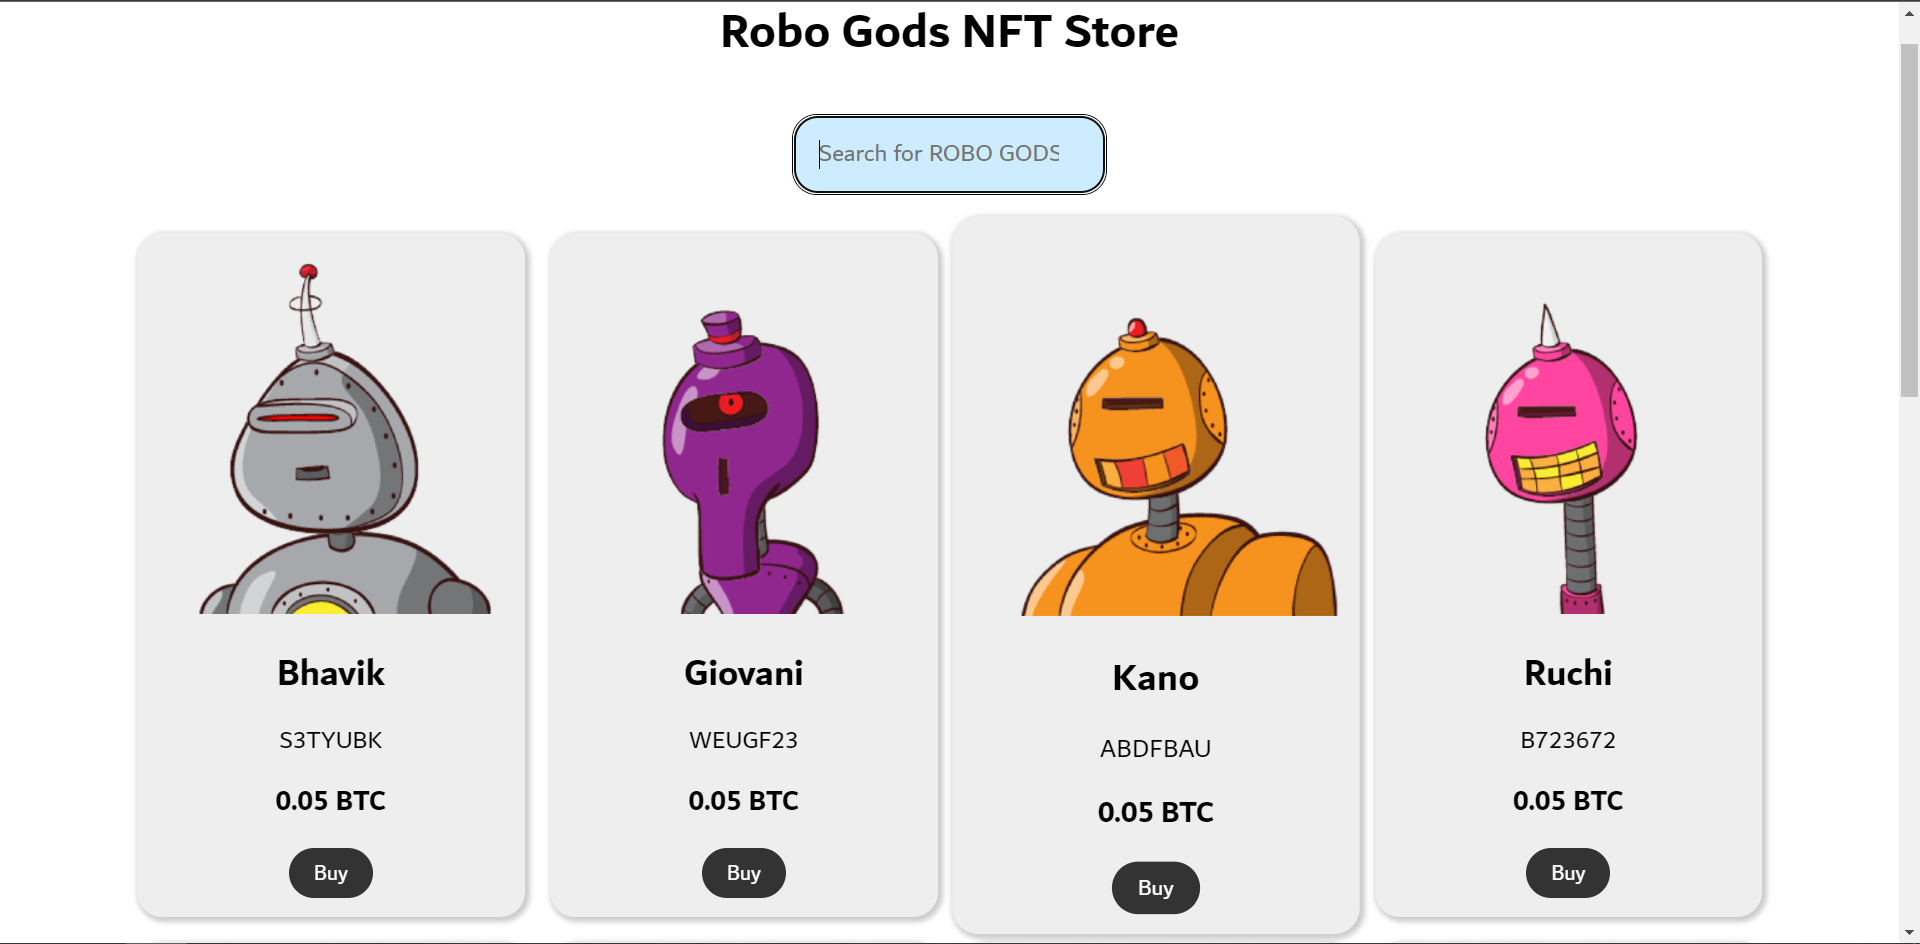 Robo Gods NFT Store
Search for ROBO GODS
Bhavik
S3TYUBK
0.05 BTC
Buy
Giovani
WEUGF23
0.05 BTC
Buy
Kano
ABDFBAU
0.05 BTC
Buy
Ruchi
B723672
0.05 BTC
Buy